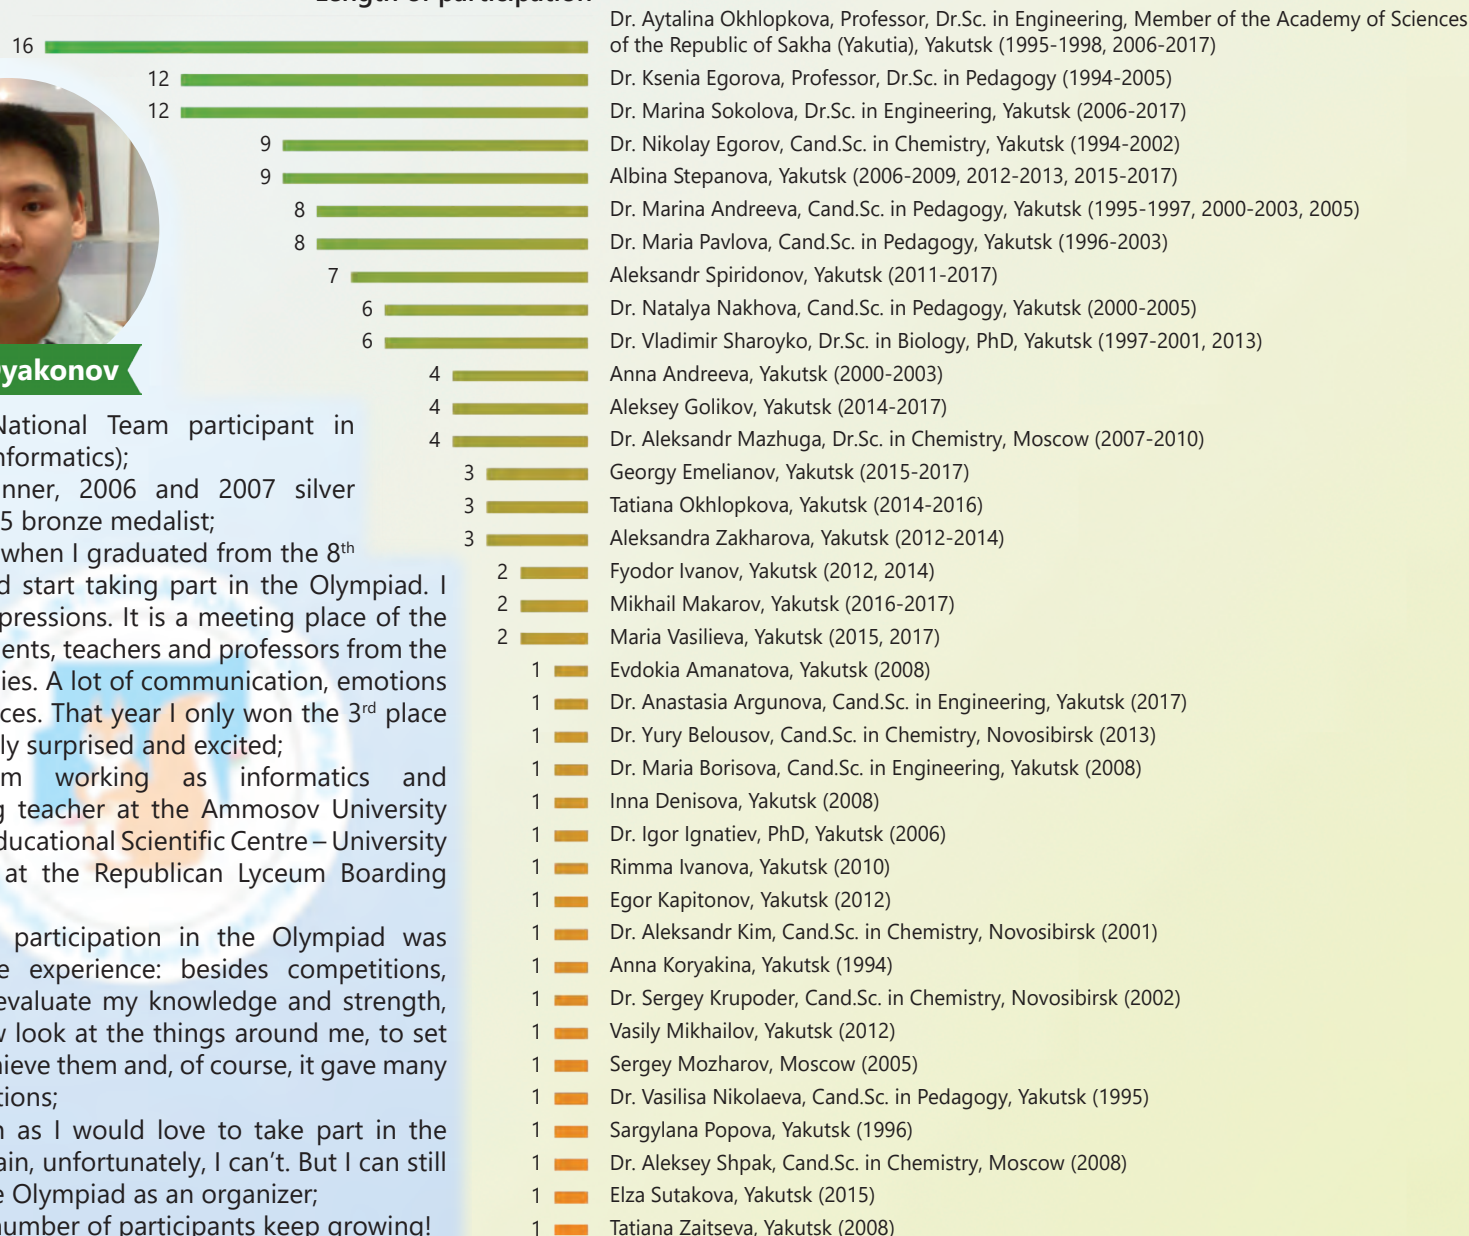 Length of participation
16 Dr. Aytalina Okhlopkova, Professor, Dr.Sc. in Engineering, Member of the Academy of Sciences
of the Republic of Sakha (Yakutia), Yakutsk (1995-1998, 2006-2017)
12 Dr. Ksenia Egorova, Professor, Dr.Sc. in Pedagogy (1994-2005)
12 Dr. Marina Sokolova, Dr.Sc. in Engineering, Yakutsk (2006-2017)
9 Dr. Nikolay Egorov, Cand.Sc. in Chemistry, Yakutsk (1994-2002)
9 Albina Stepanova, Yakutsk (2006-2009, 2012-2013, 2015-2017)
8 Dr. Marina Andreeva, Cand.Sc. in Pedagogy, Yakutsk (1995-1997, 2000-2003, 2005)
8 Dr. Maria Pavlova, Cand.Sc. in Pedagogy, Yakutsk (1996-2003)
7 Aleksandr Spiridonov, Yakutsk (2011-2017)
6 Dr. Natalya Nakhova, Cand.Sc. in Pedagogy, Yakutsk (2000-2005)
6 Dr. Vladimir Sharoyko, Dr.Sc. in Biology, PhD, Yakutsk (1997-2001, 2013)
4 Anna Andreeva, Yakutsk (2000-2003)
4 Aleksey Golikov, Yakutsk (2014-2017)
4 Dr. Aleksandr Mazhuga, Dr.Sc. in Chemistry, Moscow (2007-2010)
3 Georgy Emelianov, Yakutsk (2015-2017)
3 Tatiana Okhlopkova, Yakutsk (2014-2016)
3 Aleksandra Zakharova, Yakutsk (2012-2014)
2 Fyodor Ivanov, Yakutsk (2012, 2014)
2 Mikhail Makarov, Yakutsk (2016-2017)
2 Maria Vasilieva, Yakutsk (2015, 2017)
1 Evdokia Amanatova, Yakutsk (2008)
1 Dr. Anastasia Argunova, Cand.Sc. in Engineering, Yakutsk (2017)
1 Dr. Yury Belousov, Cand.Sc. in Chemistry, Novosibirsk (2013)
1 Dr. Maria Borisova, Cand.Sc. in Engineering, Yakutsk (2008)
1 Inna Denisova, Yakutsk (2008)
1 Dr. Igor Ignatiev, PhD, Yakutsk (2006)
1 Rimma Ivanova, Yakutsk (2010)
1 Egor Kapitonov, Yakutsk (2012)
1 Dr. Aleksandr Kim, Cand.Sc. in Chemistry, Novosibirsk (2001)
1 Anna Koryakina, Yakutsk (1994)
1 Dr. Sergey Krupoder, Cand.Sc. in Chemistry, Novosibirsk (2002)
1 Vasily Mikhailov, Yakutsk (2012)
1 Sergey Mozharov, Moscow (2005)
1 Dr. Vasilisa Nikolaeva, Cand.Sc. in Pedagogy, Yakutsk (1995)
1 Sargylana Popova, Yakutsk (1996)
1 Dr. Aleksey Shpak, Cand.Sc. in Chemistry, Moscow (2008)
1 Elza Sutakova, Yakutsk (2015)
1 Tatiana Zaitseva, Yakutsk (2008)
yakonov
National Team participant in
nformatics);
nner, 2006 and 2007 silver
5 bronze medalist;
when I graduated from the 8th
d start taking part in the Olympiad. I
pressions. It is a meeting place of the
ents, teachers and professors from the
ies. A lot of communication, emotions
ces. That year I only won the 3rd place
ly surprised and excited;
m working as informatics and
g teacher at the Ammosov University
ducational Scientific Centre – University
at the Republican Lyceum Boarding
participation in the Olympiad was
e experience: besides competitions,
evaluate my knowledge and strength,
w look at the things around me, to set
hieve them and, of course, it gave many
tions;
h as I would love to take part in the
ain, unfortunately, I can't. But I can still
e Olympiad as an organizer;
number of participants keep growing!